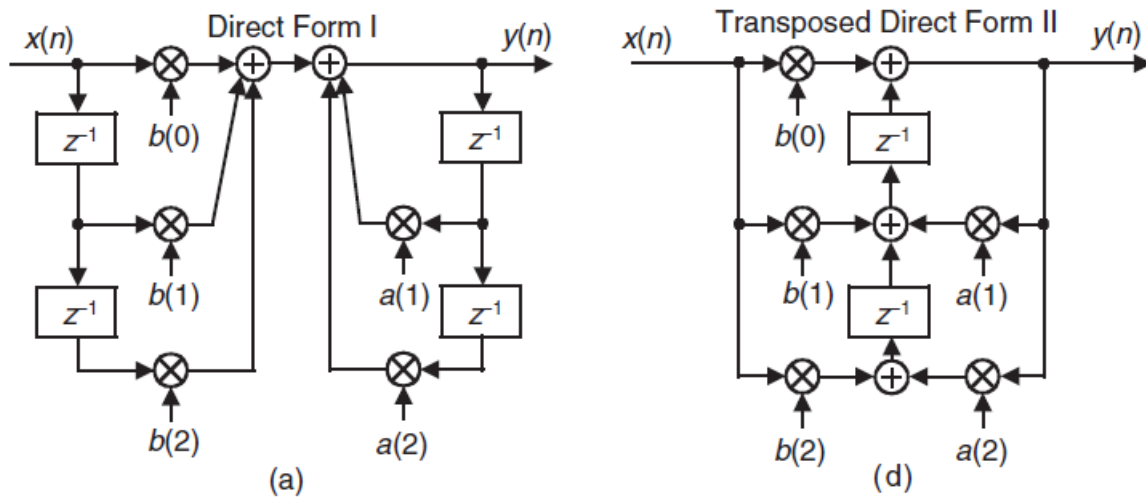 Direct Form I
x(n)
y(n)
z⁻¹
b(0)
z⁻¹
b(1)
a(1)
z⁻¹
z⁻¹
b(2)
a(2)
(a)
Transposed Direct Form II
x(n)
y(n)
b(0)
z⁻¹
b(1)
a(1)
z⁻¹
b(2)
a(2)
(d)